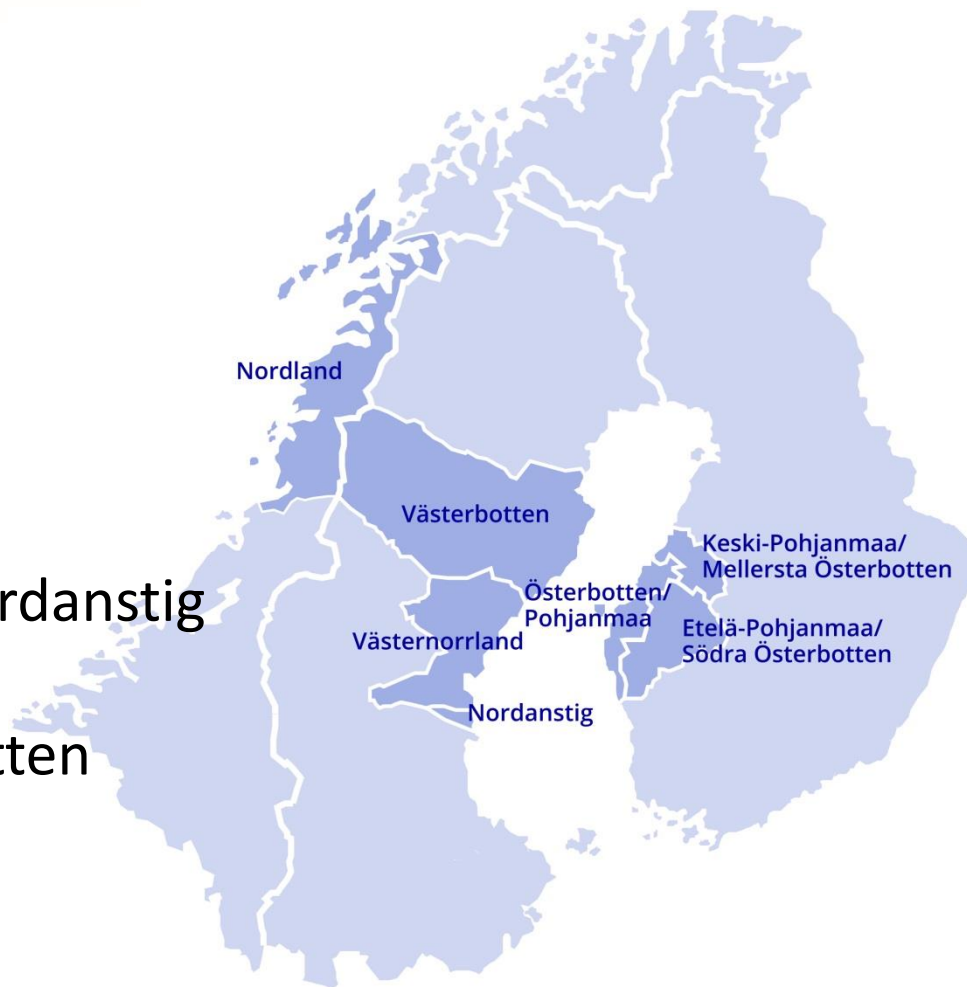 Nordland
Västerbotten
Keski-Pohjanmaa/
Mellersta Österbotten
Österbotten/
Pohjanmaa
Etelä-Pohjanmaa/
Södra Österbotten
Västernorrland
Nordanstig
rdanstig
tten